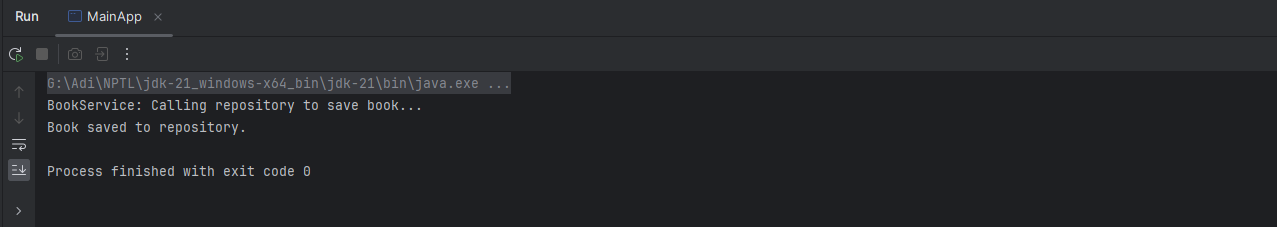 Run MainApp
G:\Adi\NPTL\jdk-21_windows-x64_bin\jdk-21\bin\java.exe ...
BookService: Calling repository to save book...
Book saved to repository.
Process finished with exit code 0